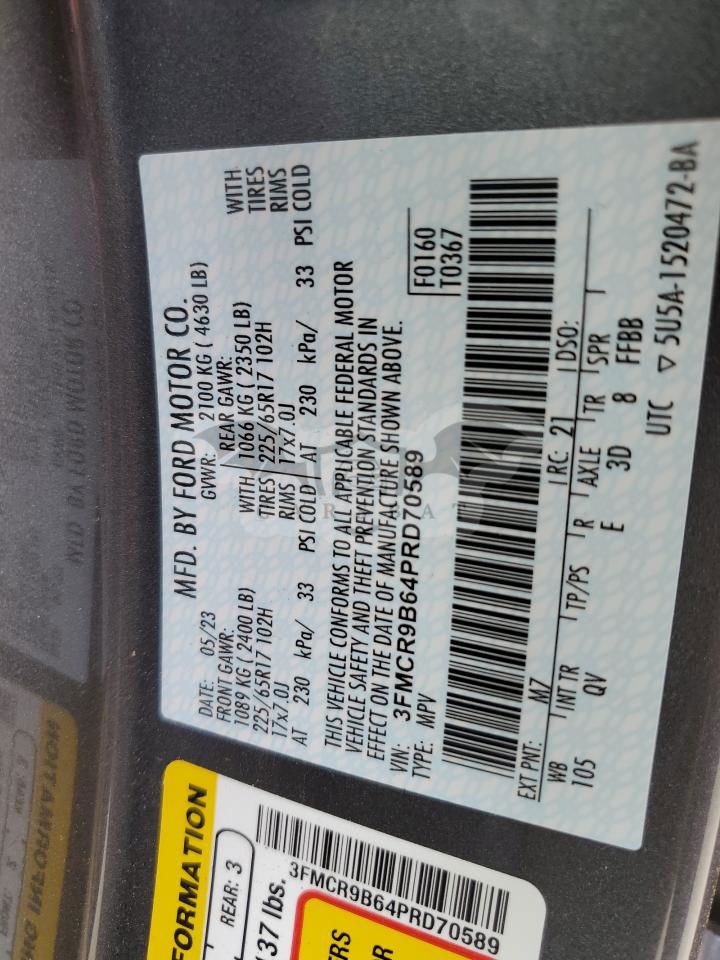 MFD. BY FORD MOTOR CO.
DATE: 05/23 GVWR: 2100 KG ( 4630 LB)
FRONT GAWR: REAR GAWR:
1089 KG ( 2400 LB) WITH 1066 KG ( 2350 LB) WITH
225/65R17 102H TIRES 225/65R17 102H TIRES
17x7.0J RIMS 17x7.0J RIMS
AT 230 kPa/ 33 PSI COLD AT 230 kPa/ 33 PSI COLD
THIS VEHICLE CONFORMS TO ALL APPLICABLE FEDERAL MOTOR
VEHICLE SAFETY AND THEFT PREVENTION STANDARDS IN
EFFECT ON THE DATE OF MANUFACTURE SHOWN ABOVE.
VIN: 3FMCR9B64PRD70589 F0160
TYPE: MPV T0367
EXT PNT: M7 RC: 21 DSO:
WB INT TR TP/PS R AXLE TR SPR
105 QV E 3D 8 FFBB
UTC ▽ 5U5A-1520472-BA
FORMATION
REAR: 3
137 lbs.
3FMCR9B64PRD70589